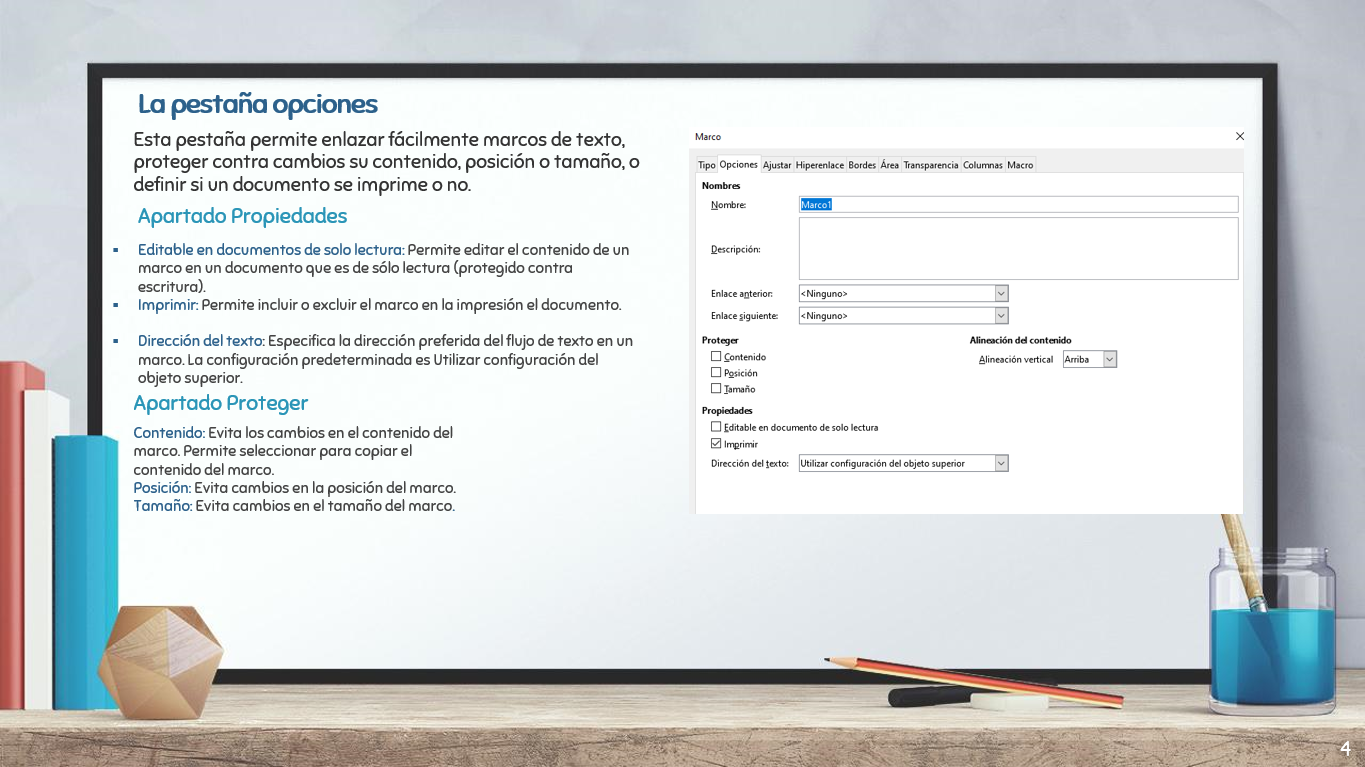 La pestaña opciones
Esta pestaña permite enlazar fácilmente marcos de texto,
proteger contra cambios su contenido, posición o tamaño, o
definir si un documento se imprime o no.
Apartado Propiedades
▪ Editable en documentos de solo lectura: Permite editar el contenido de un
marco en un documento que es de sólo lectura (protegido contra
escritura).
▪ Imprimir: Permite incluir o excluir el marco en la impresión el documento.
▪ Dirección del texto: Especifica la dirección preferida del flujo de texto en un
marco. La configuración predeterminada es Utilizar configuración del
objeto superior.
Apartado Proteger
Contenido: Evita los cambios en el contenido del
marco. Permite seleccionar para copiar el
contenido del marco.
Posición: Evita cambios en la posición del marco.
Tamaño: Evita cambios en el tamaño del marco.
Marco
Tipo Opciones Ajustar Hiperenlace Bordes Área Transparencia Columnas Macro
Nombres
Nombre: Marco1
Descripción:
Enlace anterior: <Ninguno>
Enlace siguiente: <Ninguno>
Proteger
Contenido
Posición
Tamaño
Alineación del contenido
Alineación vertical Arriba
Propiedades
Editable en documento de solo lectura
Imprimir
Dirección del texto: Utilizar configuración del objeto superior
4